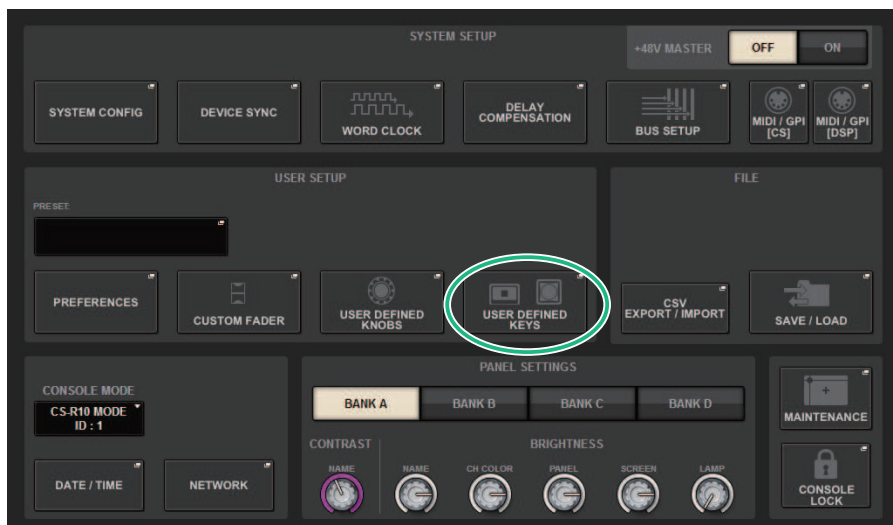 SYSTEM SETUP
+48V MASTER
OFF
ON
SYSTEM CONFIG
DEVICE SYNC
WORD CLOCK
DELAY
COMPENSATION
BUS SETUP
MIDI / GPI
[CS]
MIDI / GPI
[DSP]
USER SETUP
PRESET
PREFERENCES
CUSTOM FADER
USER DEFINED
KNOBS
USER DEFINED
KEYS
FILE
CSV
EXPORT / IMPORT
SAVE / LOAD
CONSOLE MODE
CS-R10 MODE
ID : 1
DATE / TIME
NETWORK
PANEL SETTINGS
BANK A
BANK B
BANK C
BANK D
CONTRAST
BRIGHTNESS
NAME
NAME
CH COLOR
PANEL
SCREEN
LAMP
MAINTENANCE
CONSOLE
LOCK